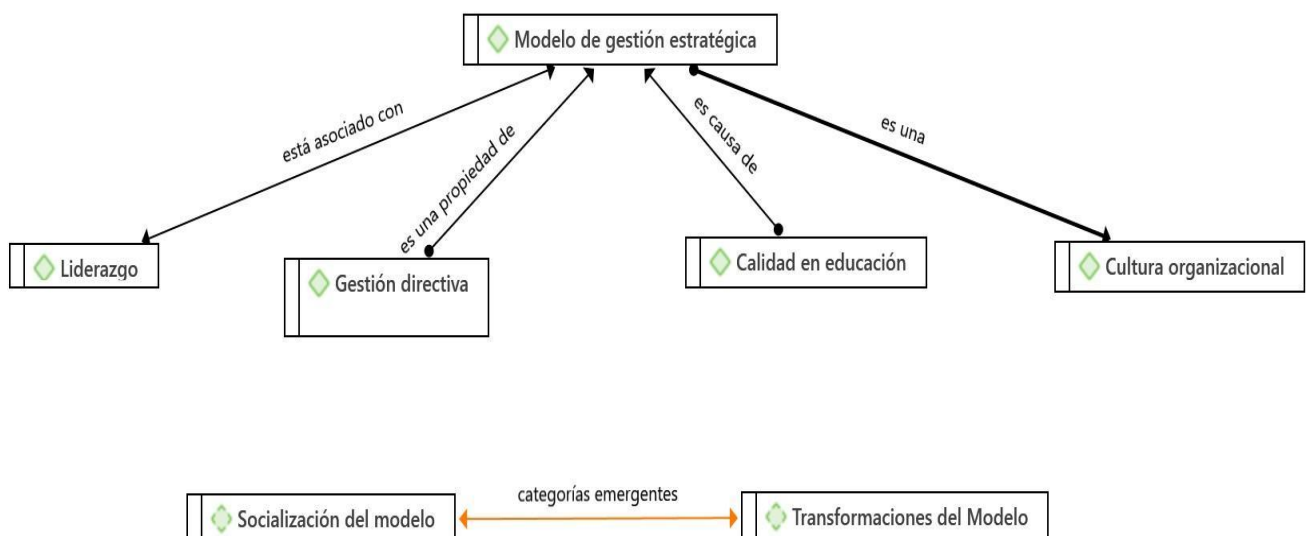 Modelo de gestión estratégica
está asociado con
es una propiedad de
es causa de
es una
Liderazgo
Gestión directiva
Calidad en educación
Cultura organizacional
categorías emergentes
Socialización del modelo
Transformaciones del Modelo